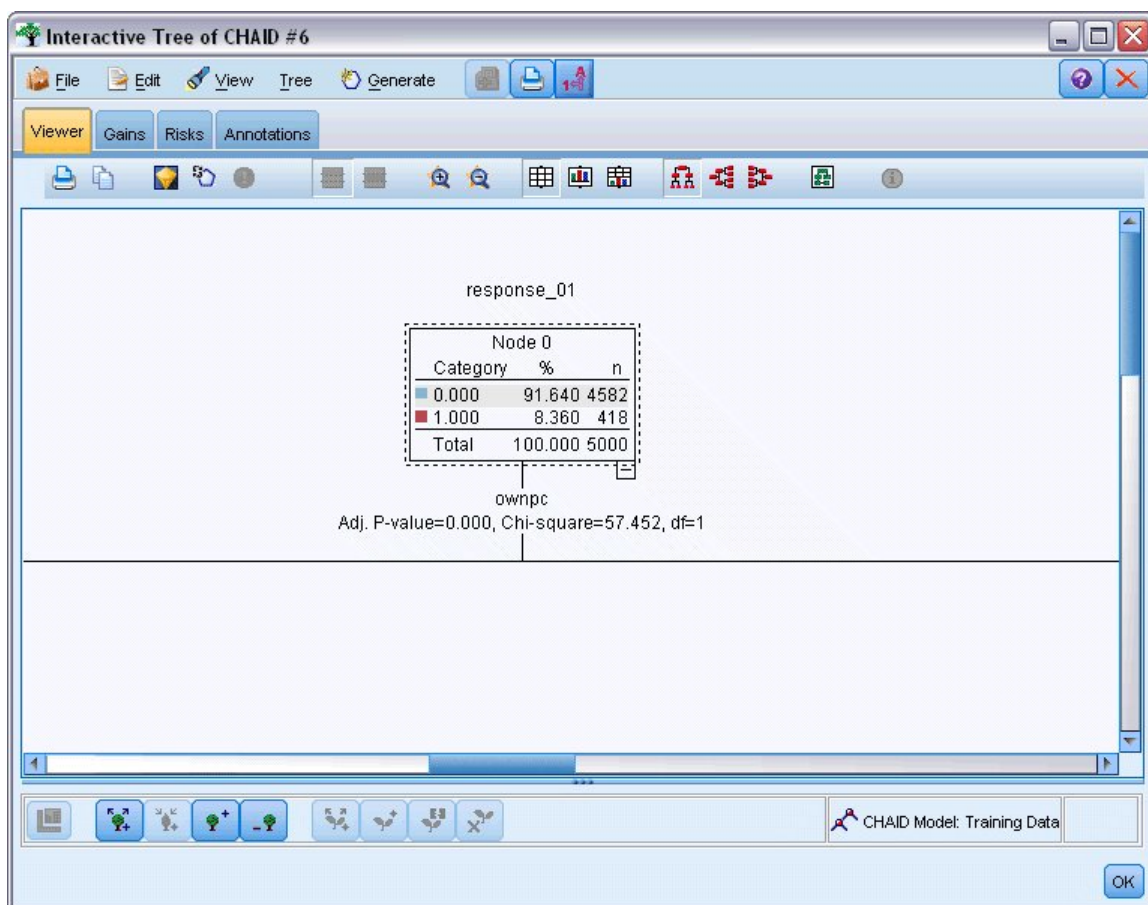 Interactive Tree of CHAID #6
File Edit View Tree Generate
Viewer Gains Risks Annotations
response_01
Node 0
Category % n
0.000 91.640 4582
1.000 8.360 418
Total 100.000 5000
ownpc
Adj. P-value=0.000, Chi-square=57.452, df=1
CHAID Model: Training Data
OK